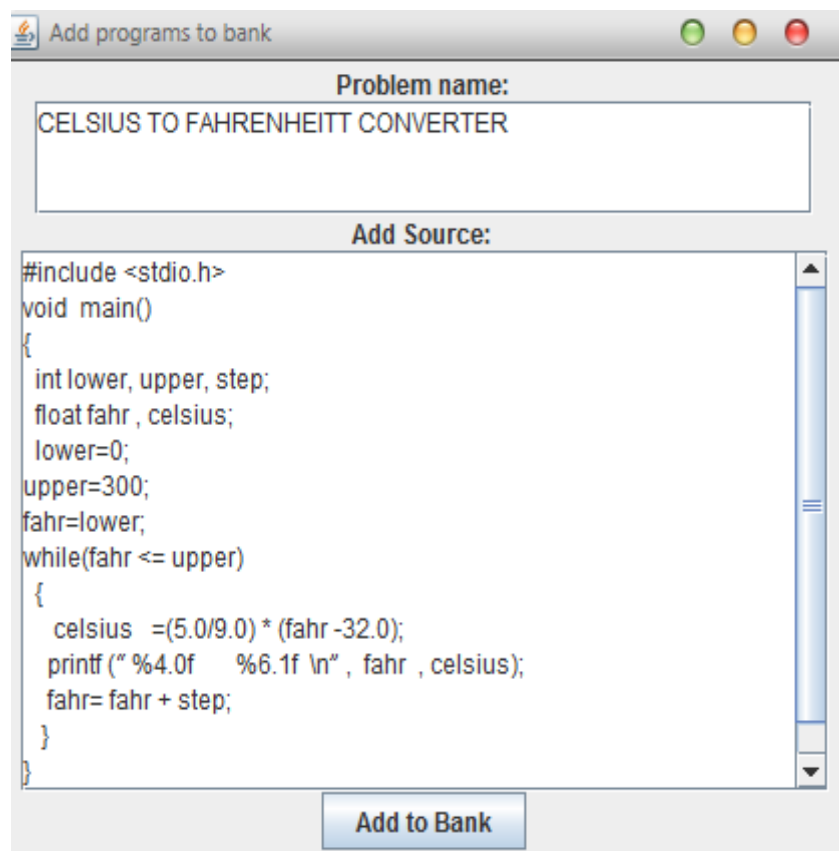 Add programs to bank
Problem name:
CELSIUS TO FAHRENHEITT CONVERTER
Add Source:
#include <stdio.h>
void  main()
{
  int lower, upper, step;
  float fahr , celsius;
  lower=0;
upper=300;
fahr=lower;
while(fahr <= upper)
  {
    celsius   =(5.0/9.0) * (fahr -32.0);
   printf (″ %4.0f      %6.1f  \n″ ,  fahr  , celsius);
   fahr= fahr + step;
  }
}
Add to Bank